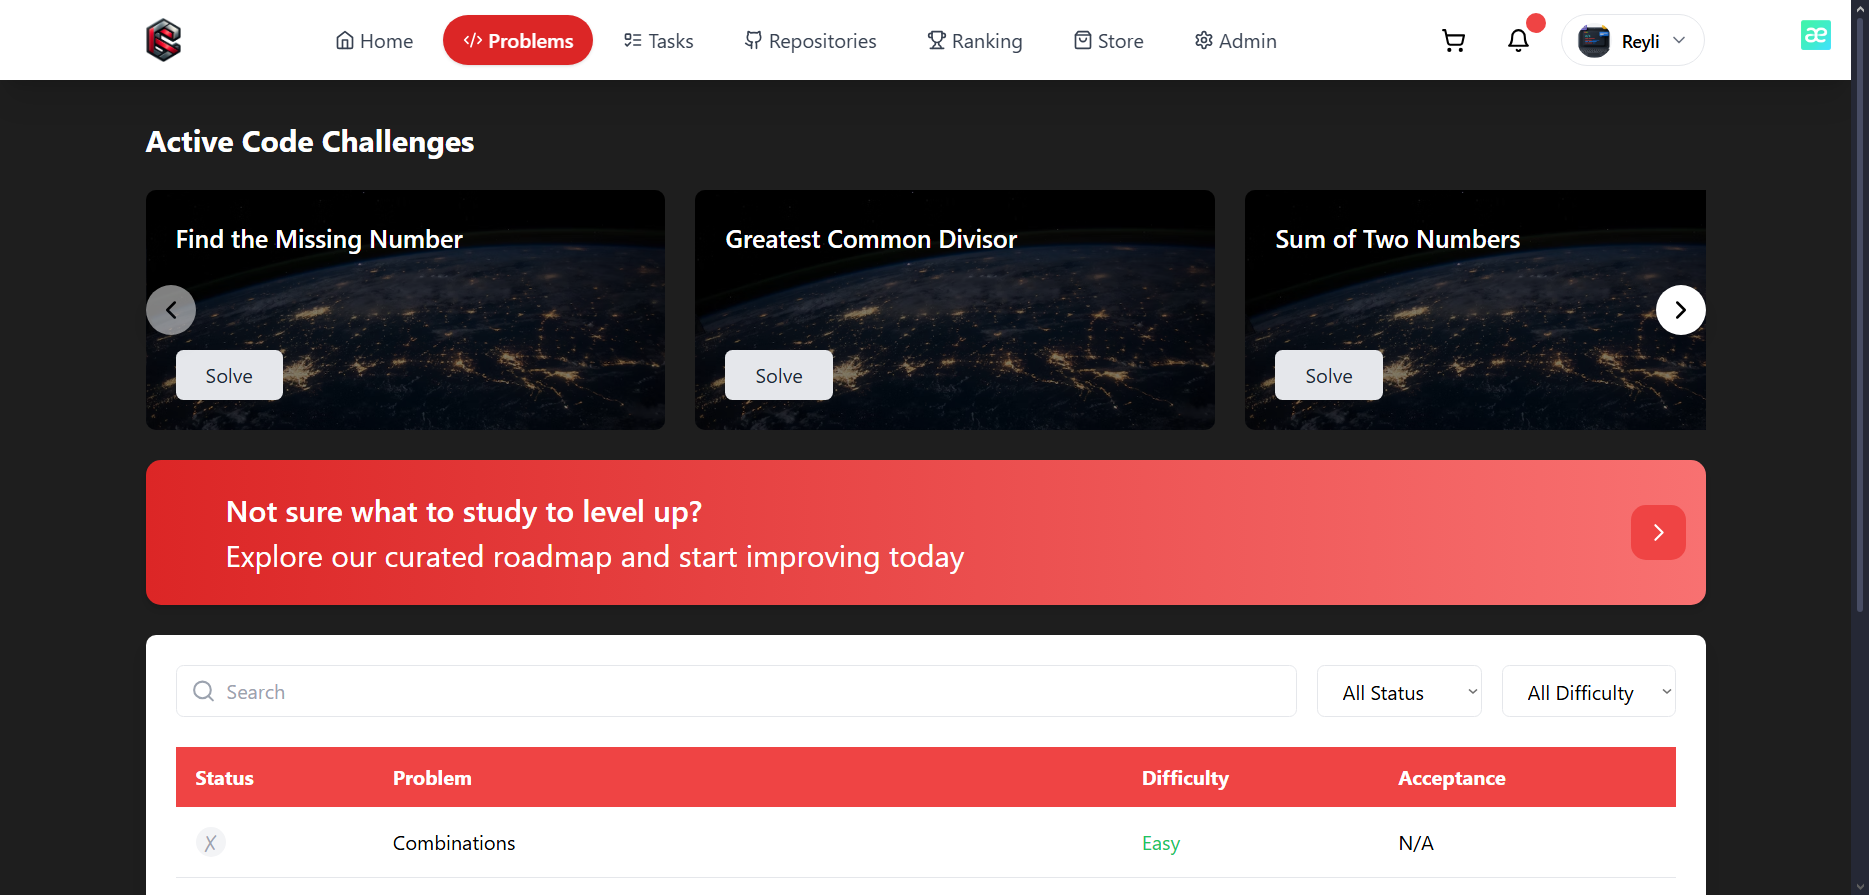 Home
Problems
Tasks
Repositories
Ranking
Store
Admin
Reyli
æ
Active Code Challenges
Find the Missing Number
Solve
Greatest Common Divisor
Solve
Sum of Two Numbers
Solve
Not sure what to study to level up?
Explore our curated roadmap and start improving today
Search
All Status
All Difficulty
Status Problem Difficulty Acceptance
X Combinations Easy N/A